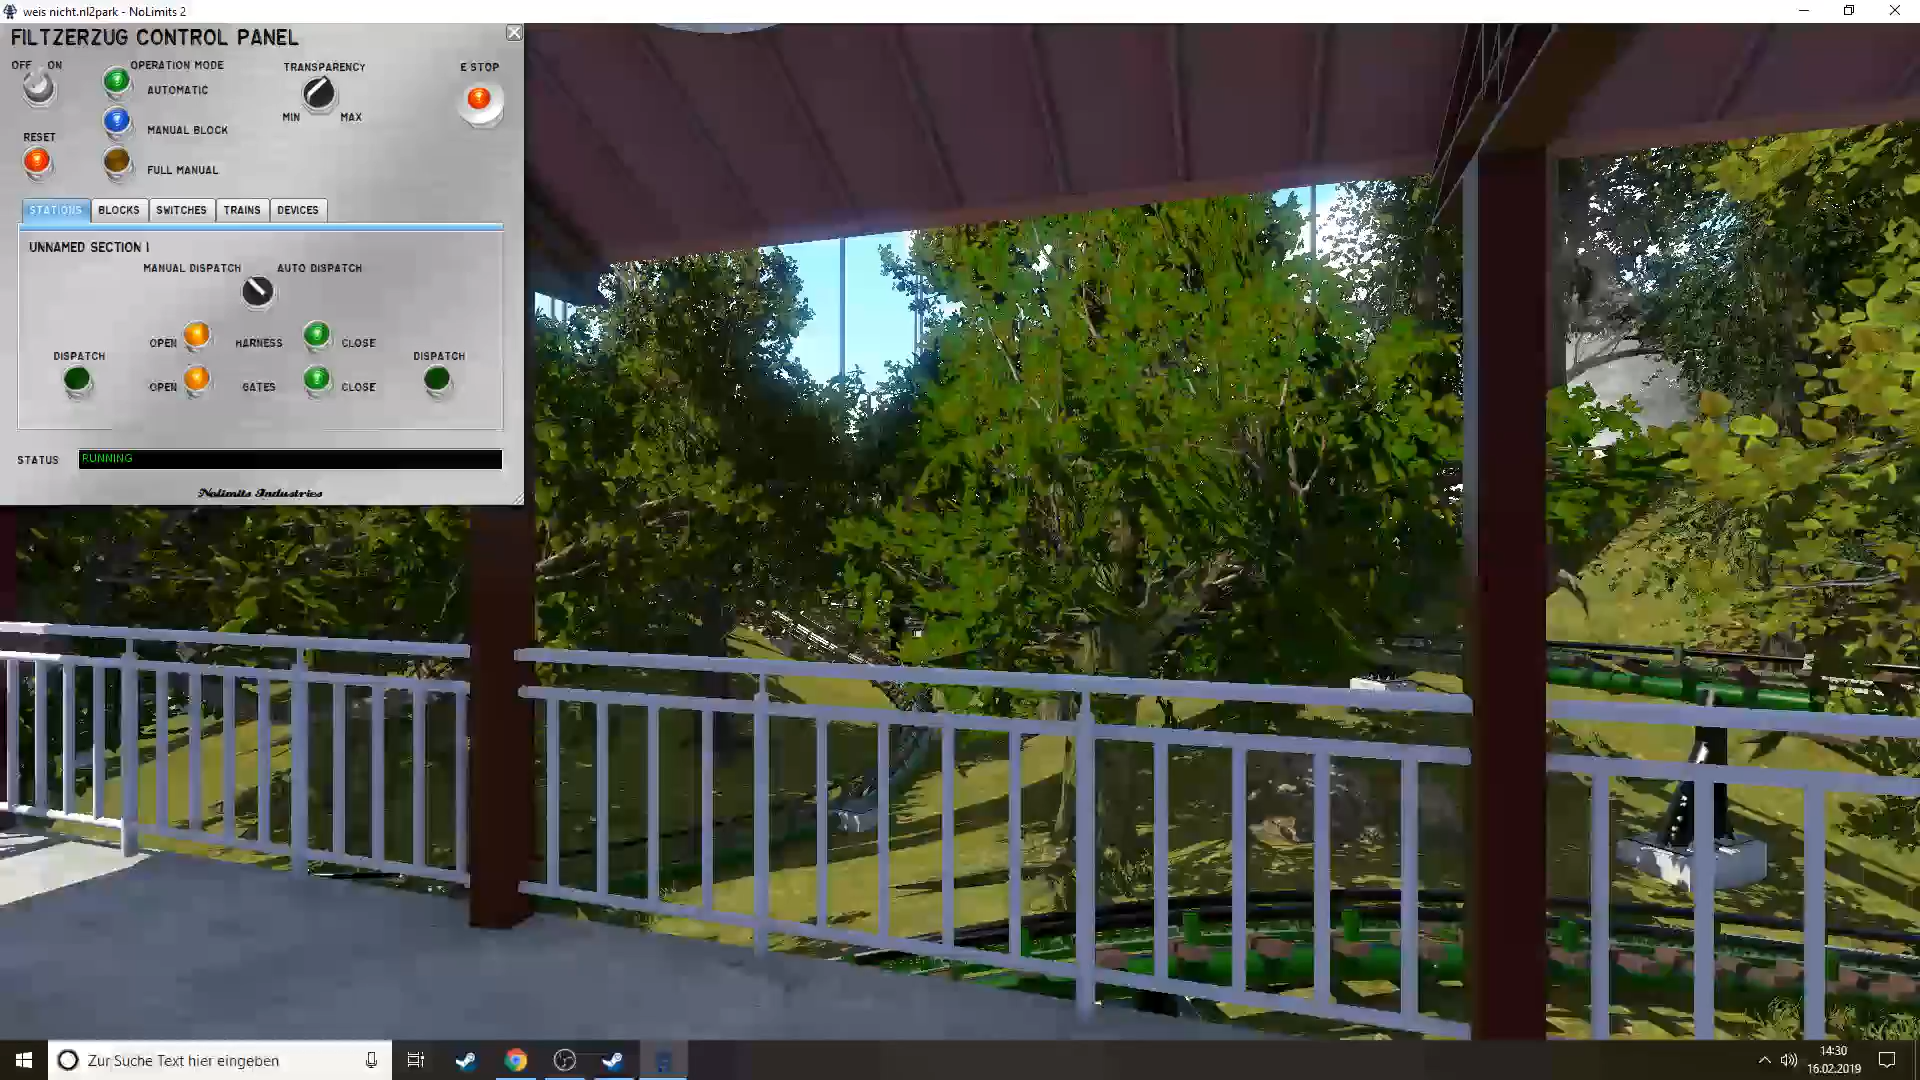 weis nicht.nl2park - NoLimits 2
FILTZERZUG CONTROL PANEL
OFF ON
OPERATION MODE
TRANSPARENCY
E STOP
AUTOMATIC
MIN MAX
MANUAL BLOCK
RESET
FULL MANUAL
STATIONS BLOCKS SWITCHES TRAINS DEVICES
UNNAMED SECTION 1
MANUAL DISPATCH AUTO DISPATCH
OPEN HARNESS CLOSE
DISPATCH DISPATCH
OPEN GATES CLOSE
STATUS RUNNING
Nolimits Industries
Zur Suche Text hier eingeben
14:30
16.02.2019